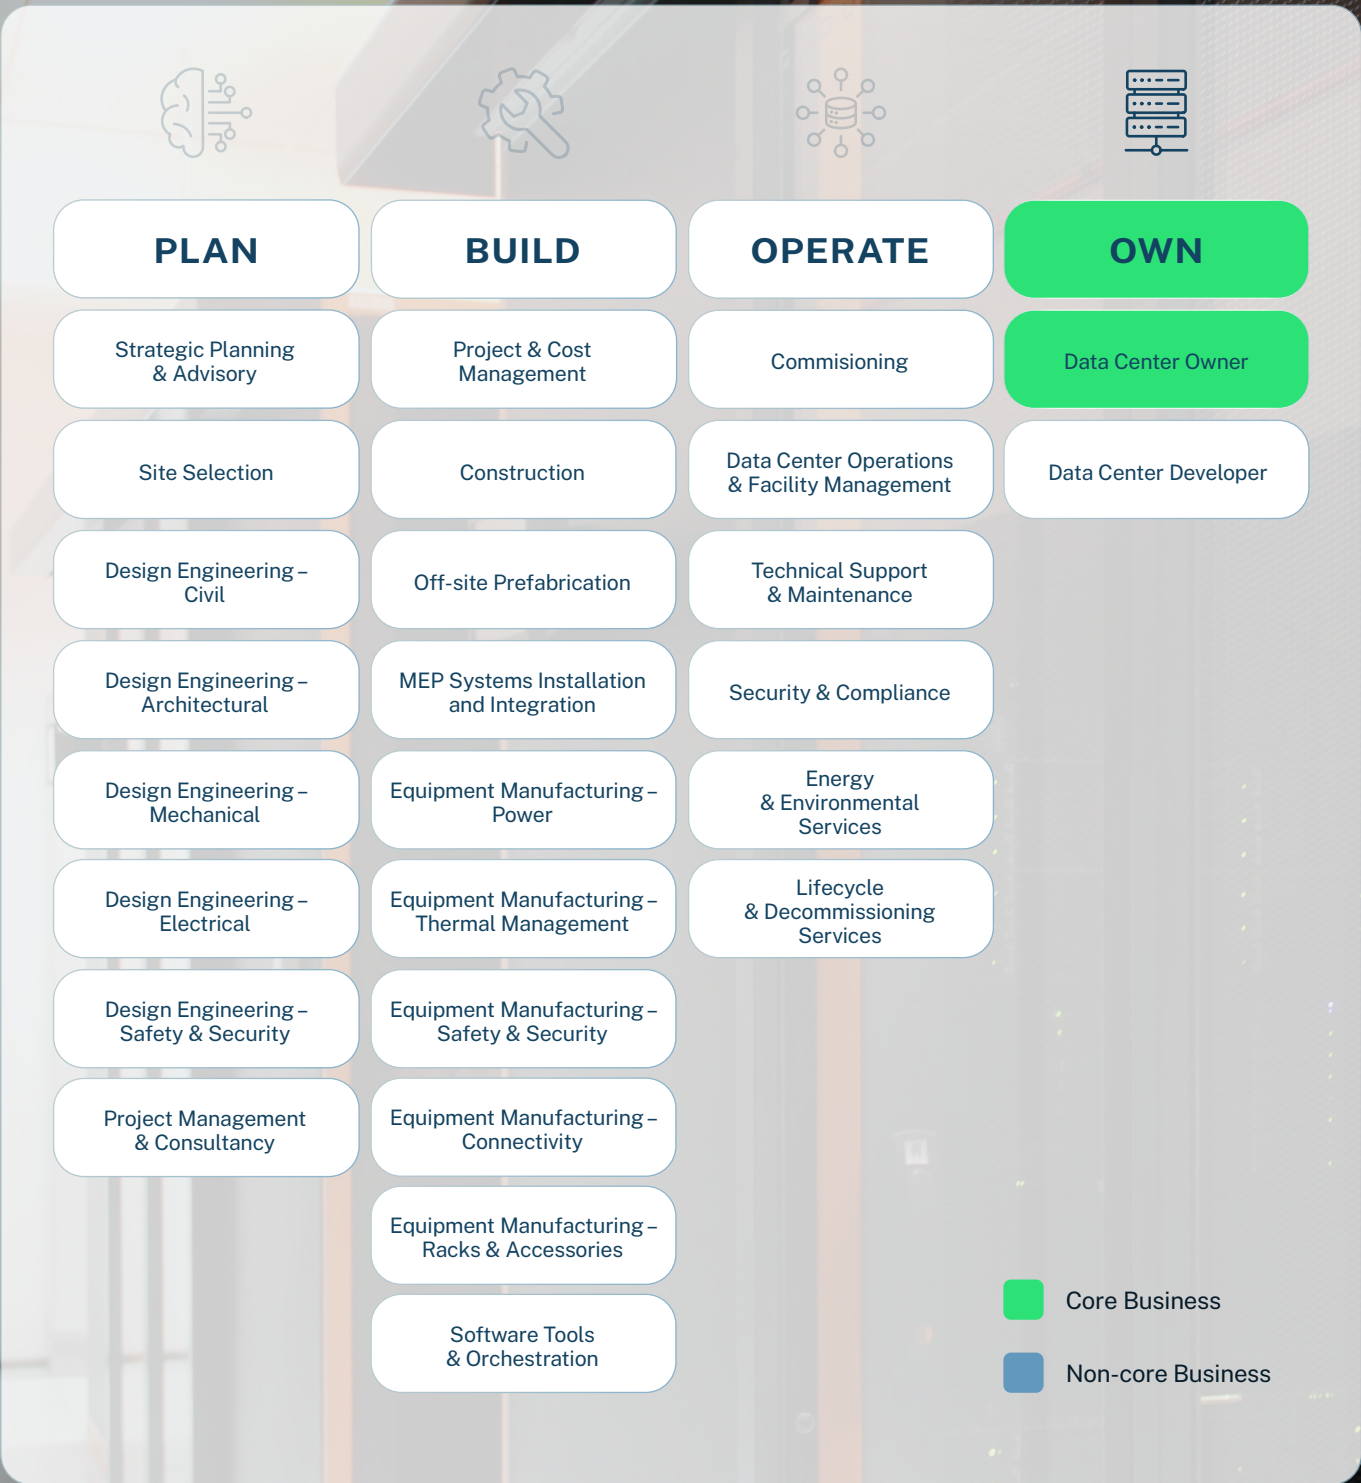 PLAN
BUILD
OPERATE
OWN
Strategic Planning
& Advisory
Project & Cost
Management
Commisioning
Data Center Owner
Site Selection
Construction
Data Center Operations
& Facility Management
Data Center Developer
Design Engineering –
Civil
Off-site Prefabrication
Technical Support
& Maintenance
Design Engineering –
Architectural
MEP Systems Installation
and Integration
Security & Compliance
Design Engineering –
Mechanical
Equipment Manufacturing –
Power
Energy
& Environmental
Services
Design Engineering –
Electrical
Equipment Manufacturing –
Thermal Management
Lifecycle
& Decommissioning
Services
Design Engineering –
Safety & Security
Equipment Manufacturing –
Safety & Security
Project Management
& Consultancy
Equipment Manufacturing –
Connectivity
Equipment Manufacturing –
Racks & Accessories
Software Tools
& Orchestration
Core Business
Non-core Business